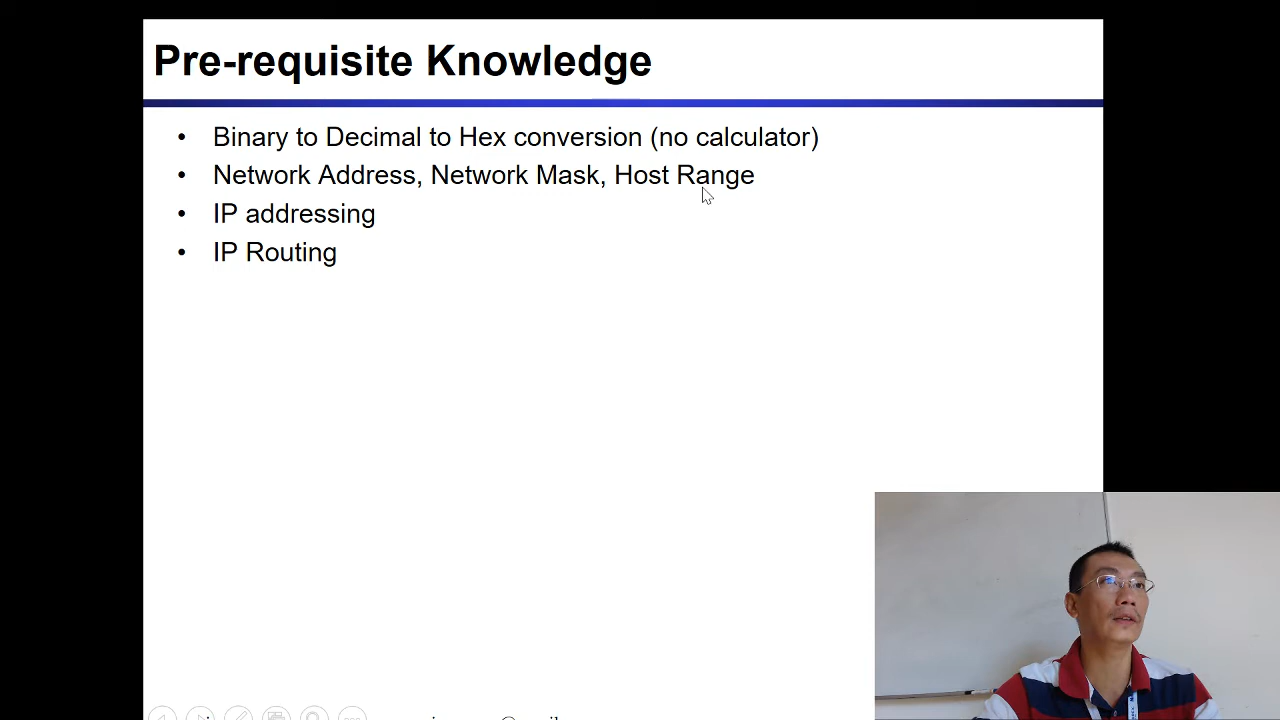 Pre-requisite Knowledge
• Binary to Decimal to Hex conversion (no calculator)
• Network Address, Network Mask, Host Range
• IP addressing
• IP Routing